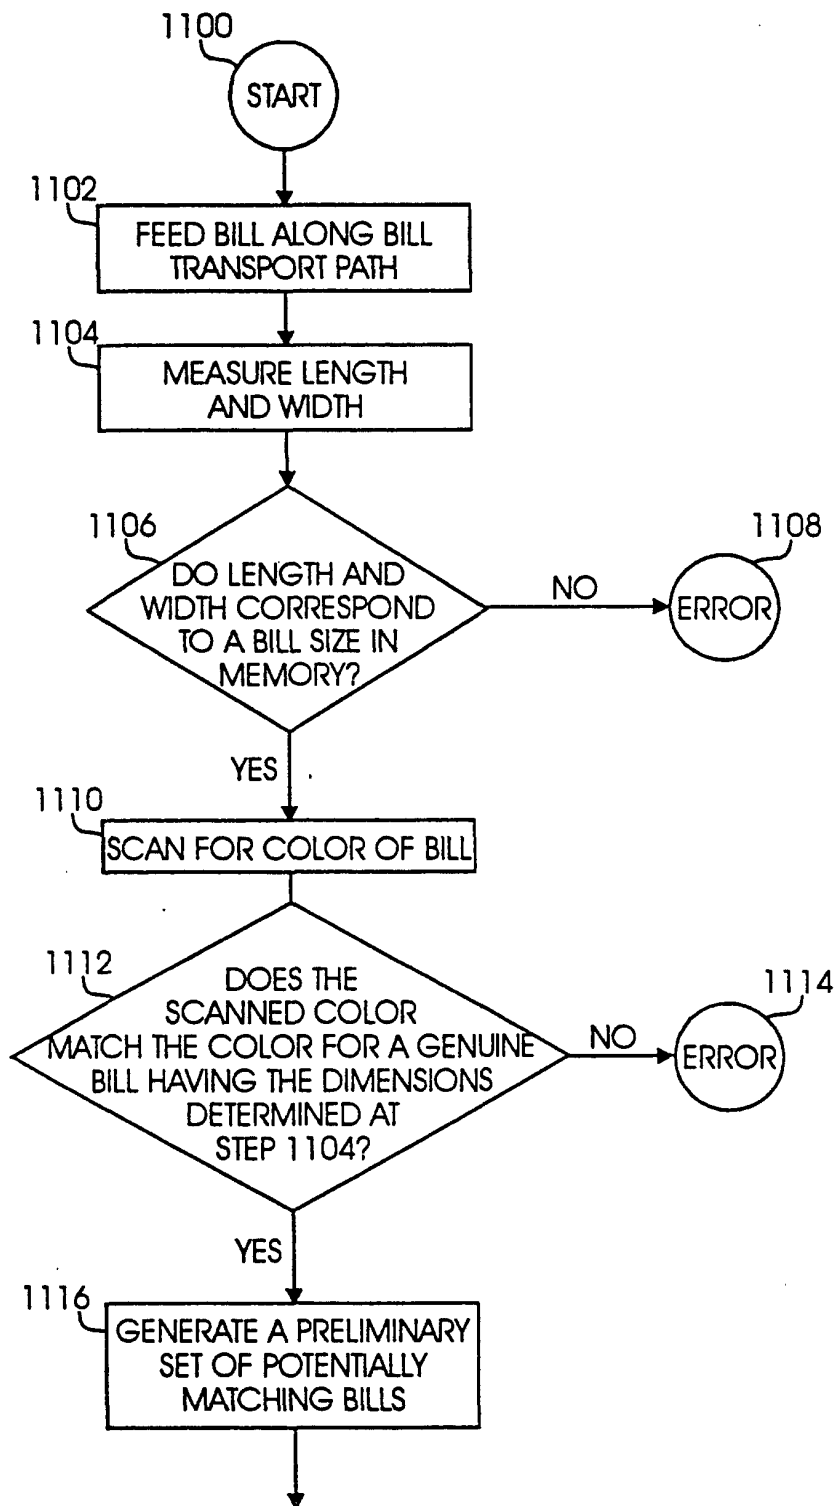 1100
START
1102
FEED BILL ALONG BILL
TRANSPORT PATH
1104
MEASURE LENGTH
AND WIDTH
1106
DO LENGTH AND
WIDTH CORRESPOND
TO A BILL SIZE IN
MEMORY?
NO
1108
ERROR
YES
1110
SCAN FOR COLOR OF BILL
1112
DOES THE
SCANNED COLOR
MATCH THE COLOR FOR A GENUINE
BILL HAVING THE DIMENSIONS
DETERMINED AT
STEP 1104?
NO
1114
ERROR
YES
1116
GENERATE A PRELIMINARY
SET OF POTENTIALLY
MATCHING BILLS